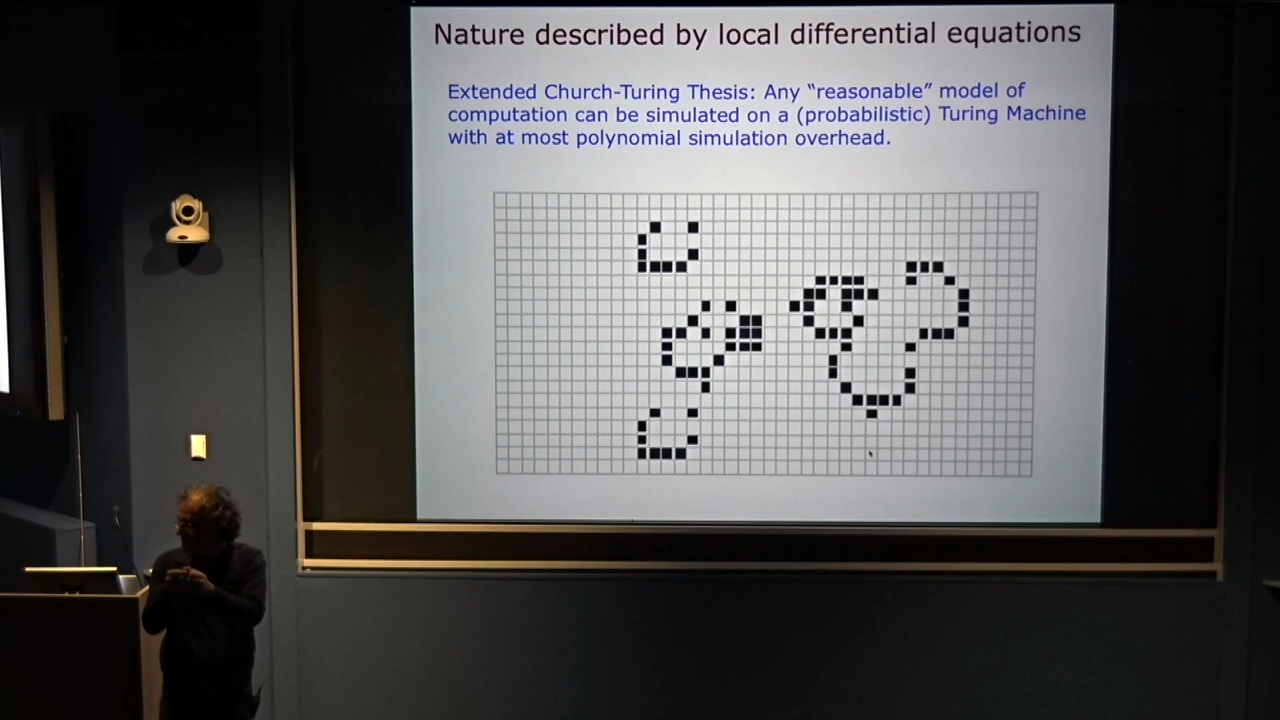 Nature described by local differential equations
Extended Church-Turing Thesis: Any “reasonable” model of
computation can be simulated on a (probabilistic) Turing Machine
with at most polynomial simulation overhead.